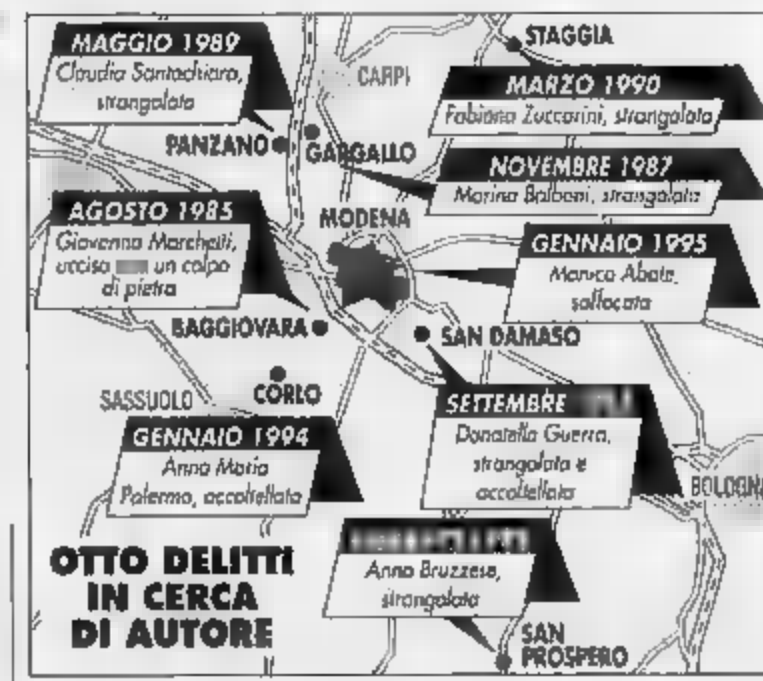 MAGGIO 1989
Claudia Santachiara,
strangolata
CARPI
STAGGIA
MARZO 1990
Fabiana Zuccarini, strangolata
PANZANO
GARGALLO
NOVEMBRE 1987
Marina Balboni, strangolata
AGOSTO 1985
Giovanna Marchetti,
uccisa un colpo
di pietra
MODENA
GENNAIO 1995
Monica Abate,
soffocata
BAGGIOVARA
SAN DAMASO
SASSUOLO
CORLO
SETTEMBRE
Donatella Guerra,
strangolata e
accoltellata
GENNAIO 1994
Anna Maria
Palermo, accoltellata
BOLOGNA
Anna Bruzzese,
strangolata
OTTO DELITTI
IN CERCA
DI AUTORE
SAN
PROSPERO